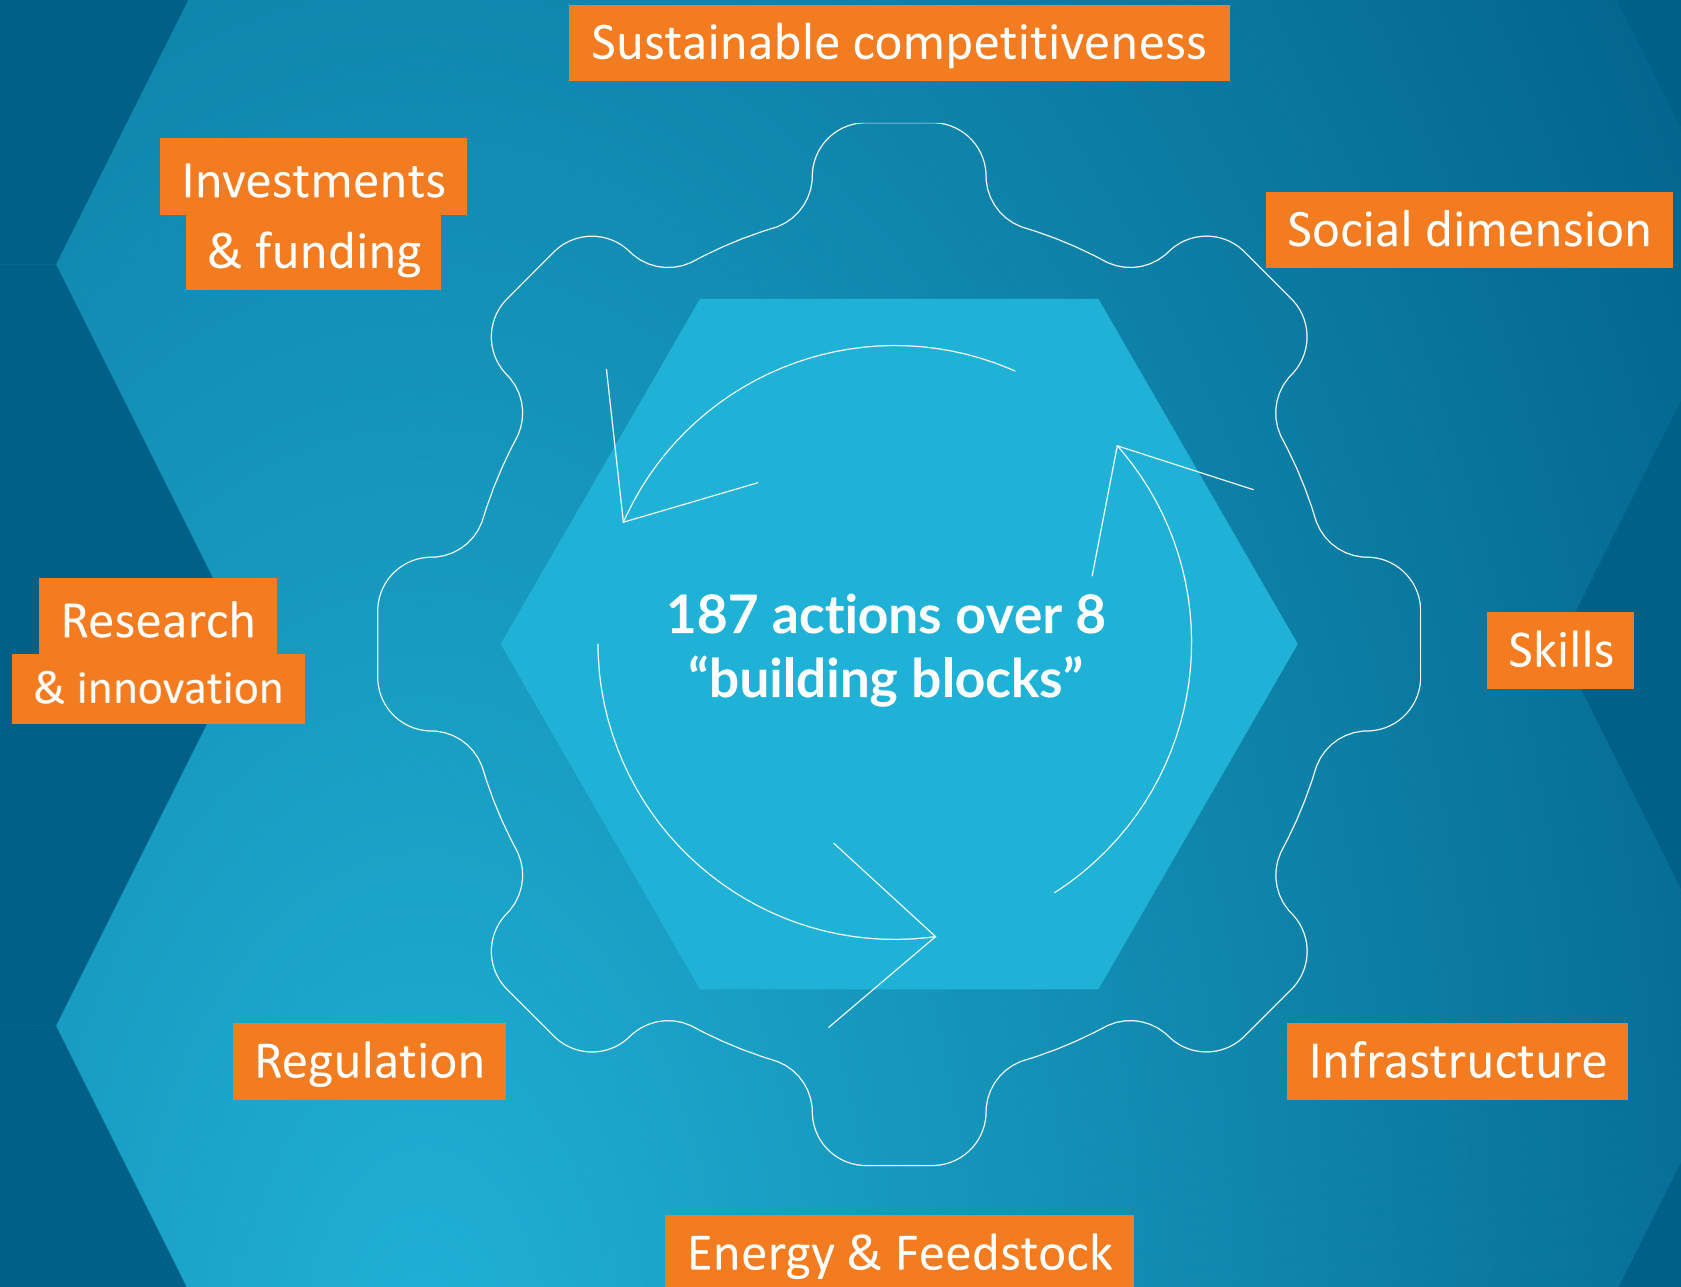 Sustainable competitiveness
Investments
& funding
Social dimension
Research
& innovation
187 actions over 8
“building blocks”
Skills
Regulation
Infrastructure
Energy & Feedstock